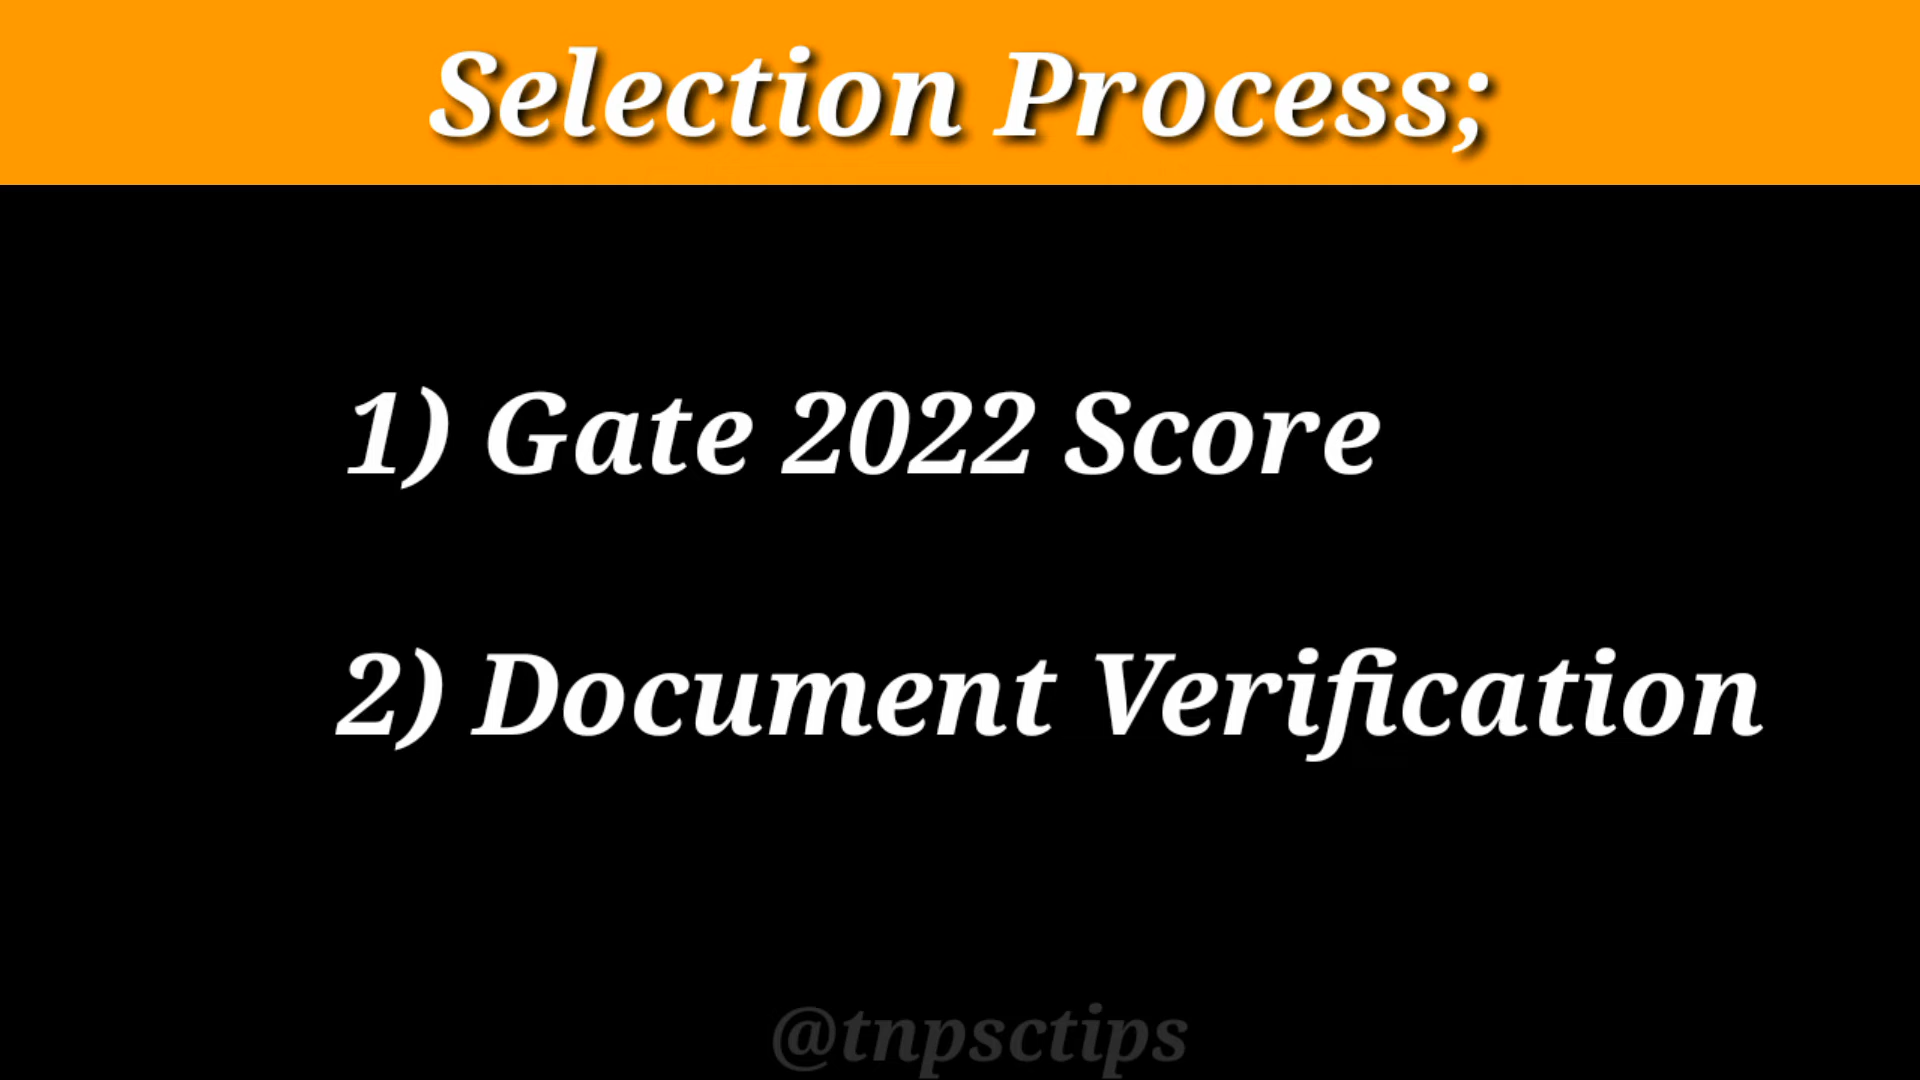 Selection Process;
1) Gate 2022 Score
2) Document Verification
@tnpsctips